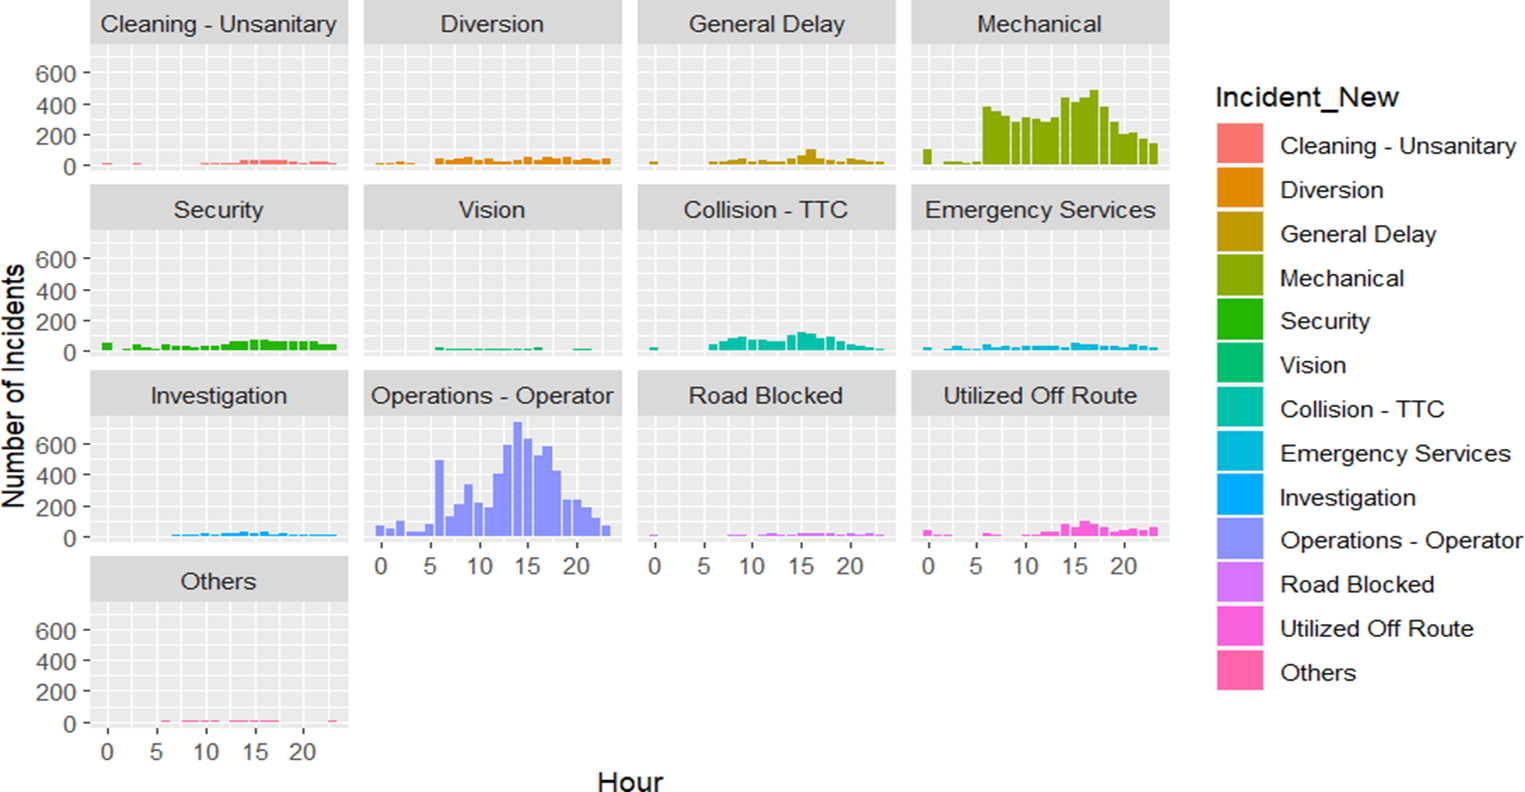 Cleaning - Unsanitary
Diversion
General Delay
Mechanical
600
400
200
0
Security
Vision
Collision - TTC
Emergency Services
600
400
200
0
Investigation
Operations - Operator
Road Blocked
Utilized Off Route
600
400
200
0
0 5 10 15 20
0 5 10 15 20
0 5 10 15 20
Others
600
400
200
0
0 5 10 15 20
Hour
Number of Incidents
Incident_New
Cleaning - Unsanitary
Diversion
General Delay
Mechanical
Security
Vision
Collision - TTC
Emergency Services
Investigation
Operations - Operator
Road Blocked
Utilized Off Route
Others